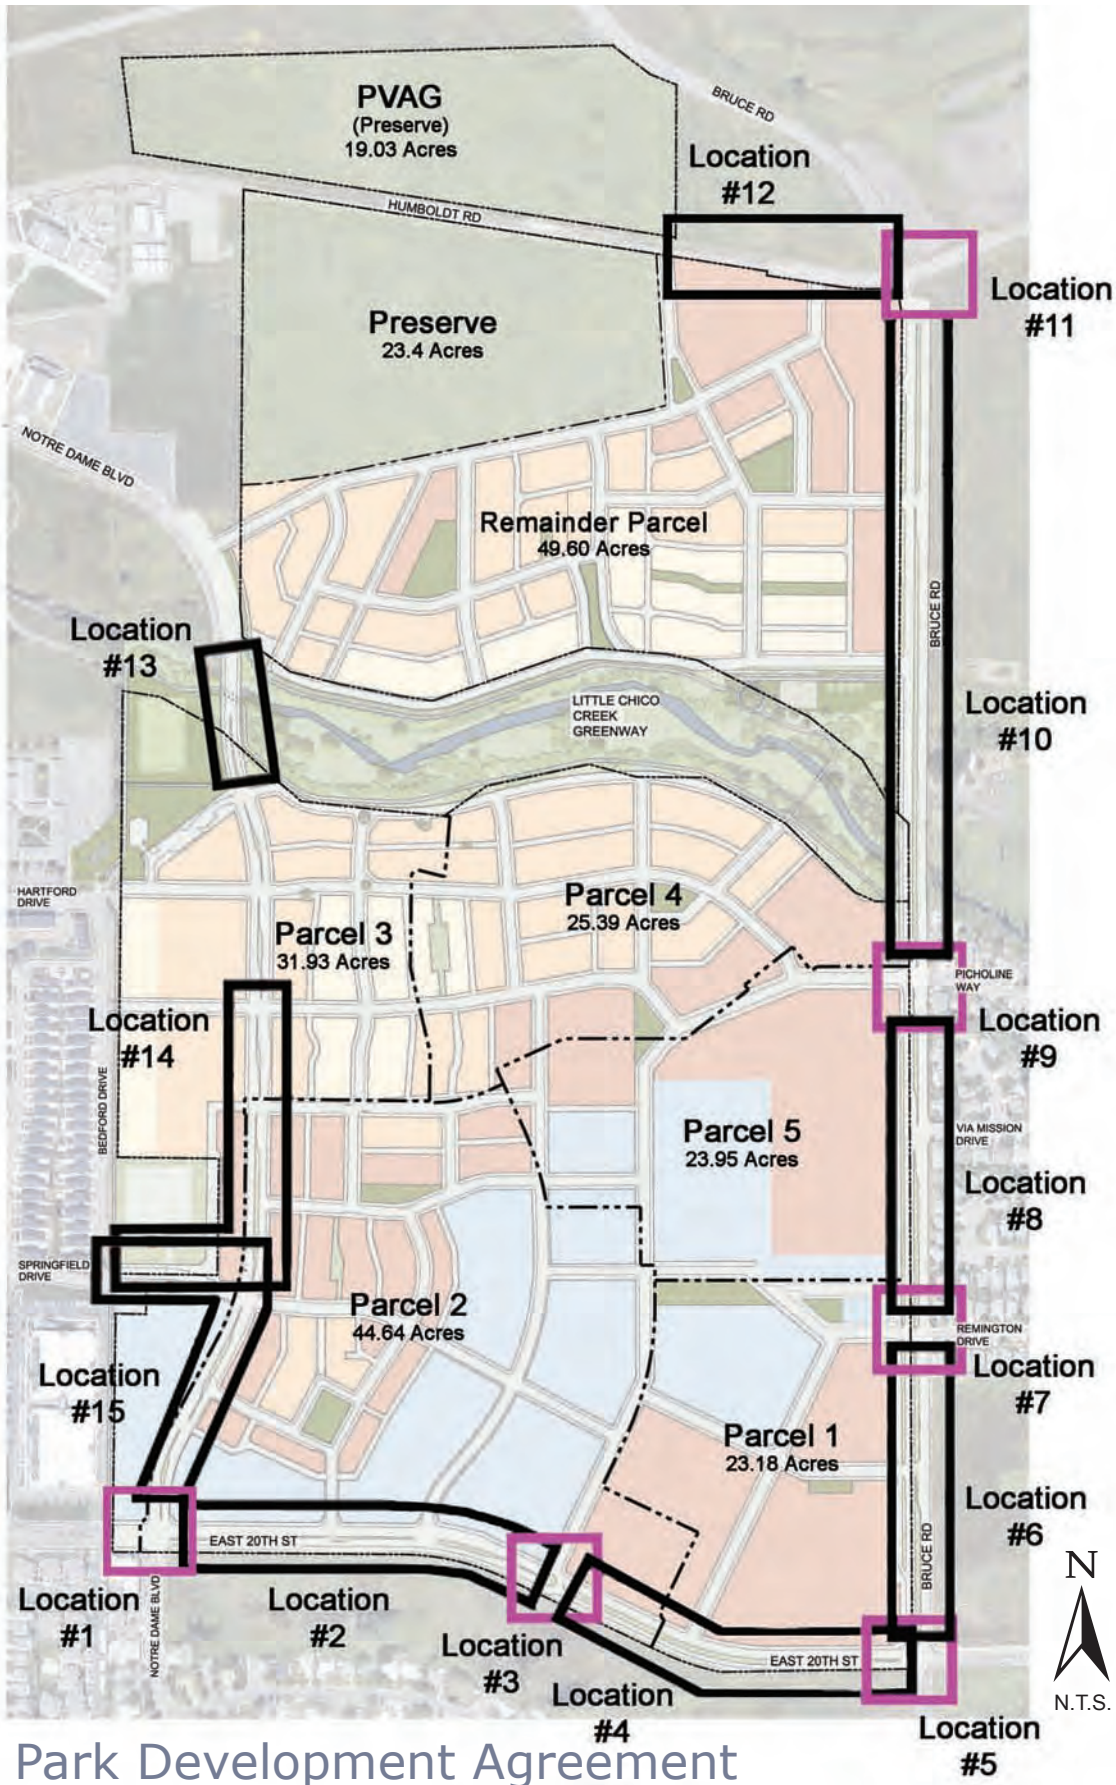 PVAG
(Preserve)
19.03 Acres
BRUCE RD
Location
#12
HUMBOLDT RD
Location
#11
Preserve
23.4 Acres
NOTRE DAME BLVD
Remainder Parcel
49.60 Acres
BRUCE RD
Location
#13
LITTLE CHICO
CREEK
GREENWAY
Location
#10
HARTFORD
DRIVE
Parcel 4
25.39 Acres
Parcel 3
31.93 Acres
PICHOLINE
WAY
Location
#14
Location
#9
BEDFORD DRIVE
Parcel 5
23.95 Acres
VIA MISSION
DRIVE
Location
#8
SPRINGFIELD
DRIVE
Parcel 2
44.64 Acres
REMINGTON
DRIVE
Location
#15
Location
#7
Parcel 1
23.18 Acres
Location
#6
EAST 20TH ST
BRUCE RD
N
Location
#1
NOTRE DAME BLVD
Location
#2
Location
#3
EAST 20TH ST
Location
#4
N.T.S.
Location
#5
Park Development Agreement